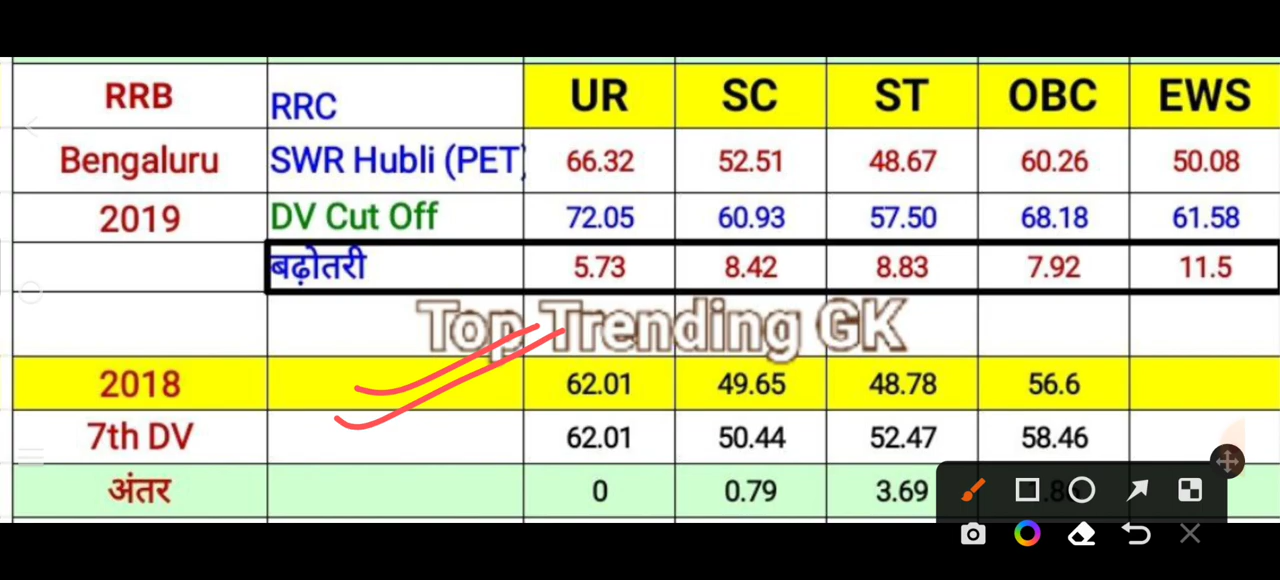 RRB RRC UR SC ST OBC EWS
Bengaluru SWR Hubli (PET) 66.32 52.51 48.67 60.26 50.08
2019 DV Cut Off 72.05 60.93 57.50 68.18 61.58
बढ़ोतरी 5.73 8.42 8.83 7.92 11.5
Top Trending GK
2018 62.01 49.65 48.78 56.6
7th DV 62.01 50.44 52.47 58.46
अंतर 0 0.79 3.69